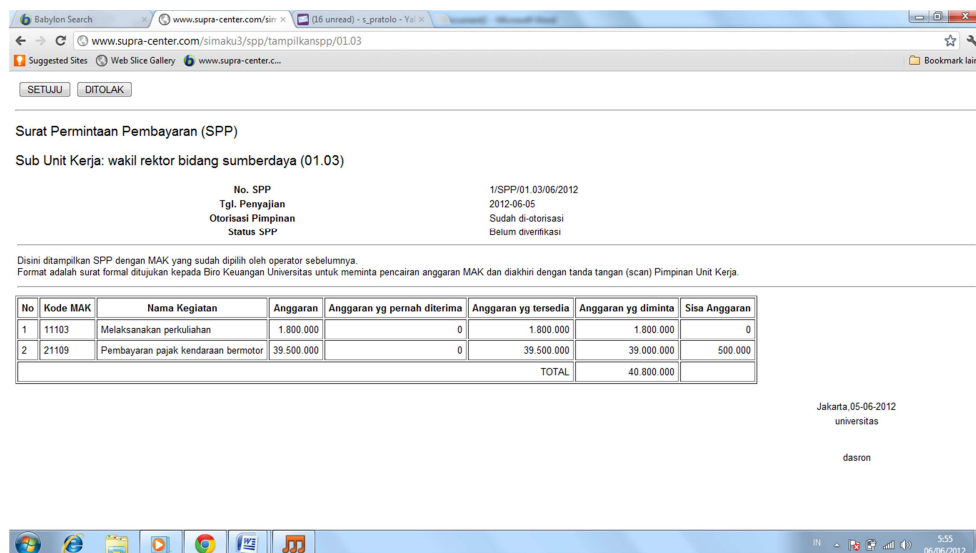 Babylon Search
www.supra-center.com/sim
(16 unread) - s_pratolo - Ya
www.supra-center.com/simaku3/spp/tampilkanspp/01.03
Suggested Sites Web Slice Gallery www.supra-center.c... Bookmark lain
SETUJU DITOLAK
Surat Permintaan Pembayaran (SPP)
Sub Unit Kerja: wakil rektor bidang sumberdaya (01.03)
No. SPP 1/SPP/01.03/06/2012
Tgl. Penyajian 2012-06-05
Otorisasi Pimpinan Sudah di-otorisasi
Status SPP Belum diverifikasi
Disini ditampilkan SPP dengan MAK yang sudah dipilih oleh operator sebelumnya.
Format adalah surat formal ditujukan kepada Biro Keuangan Universitas untuk meminta pencairan anggaran MAK dan diakhiri dengan tanda tangan (scan) Pimpinan Unit Kerja.
No Kode MAK Nama Kegiatan Anggaran Anggaran yg pernah diterima Anggaran yg tersedia Anggaran yg diminta Sisa Anggaran
1 11103 Melaksanakan perkuliahan 1.800.000 0 1.800.000 1.800.000 0
2 21109 Pembayaran pajak kendaraan bermotor 39.500.000 0 39.500.000 39.000.000 500.000
TOTAL 40.800.000
Jakarta,05-06-2012
universitas
dasron
IN 5:55
06/06/2012